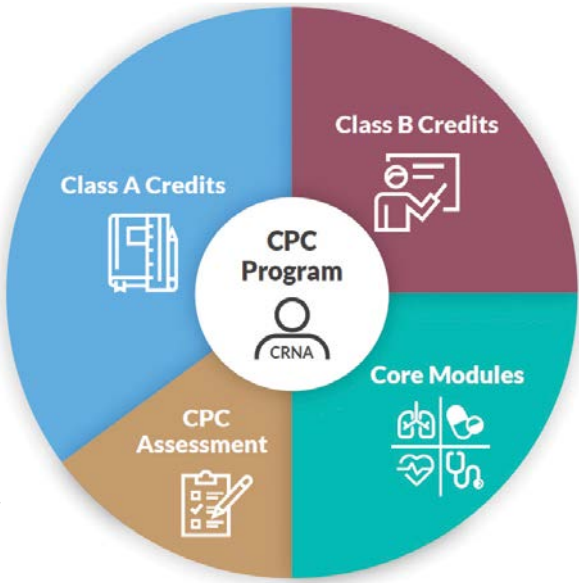 Class B Credits
Class A Credits
CPC
Program
CRNA
Core Modules
CPC
Assessment